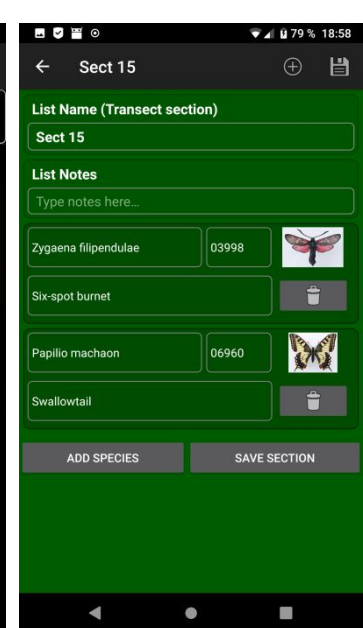 79 % 18:58
Sect 15
List Name (Transect section)
Sect 15
List Notes
Type notes here...
Zygaena filipendulae 03998
Six-spot burnet
Papilio machaon 06960
Swallowtail
ADD SPECIES SAVE SECTION